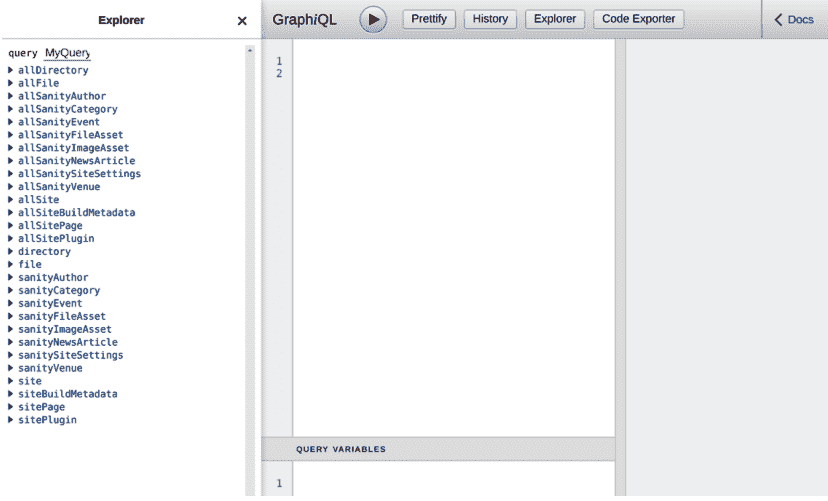 Explorer ×
GraphiQL Prettify History Explorer Code Exporter Docs
query MyQuery
allDirectory
allFile
allSanityAuthor
allSanityCategory
allSanityEvent
allSanityFileAsset
allSanityImageAsset
allSanityNewsArticle
allSanitySiteSettings
allSanityVenue
allSite
allSiteBuildMetadata
allSitePage
allSitePlugin
directory
file
sanityAuthor
sanityCategory
sanityEvent
sanityFileAsset
sanityImageAsset
sanityNewsArticle
sanitySiteSettings
sanityVenue
site
siteBuildMetadata
sitePage
sitePlugin
1
2
QUERY VARIABLES
1